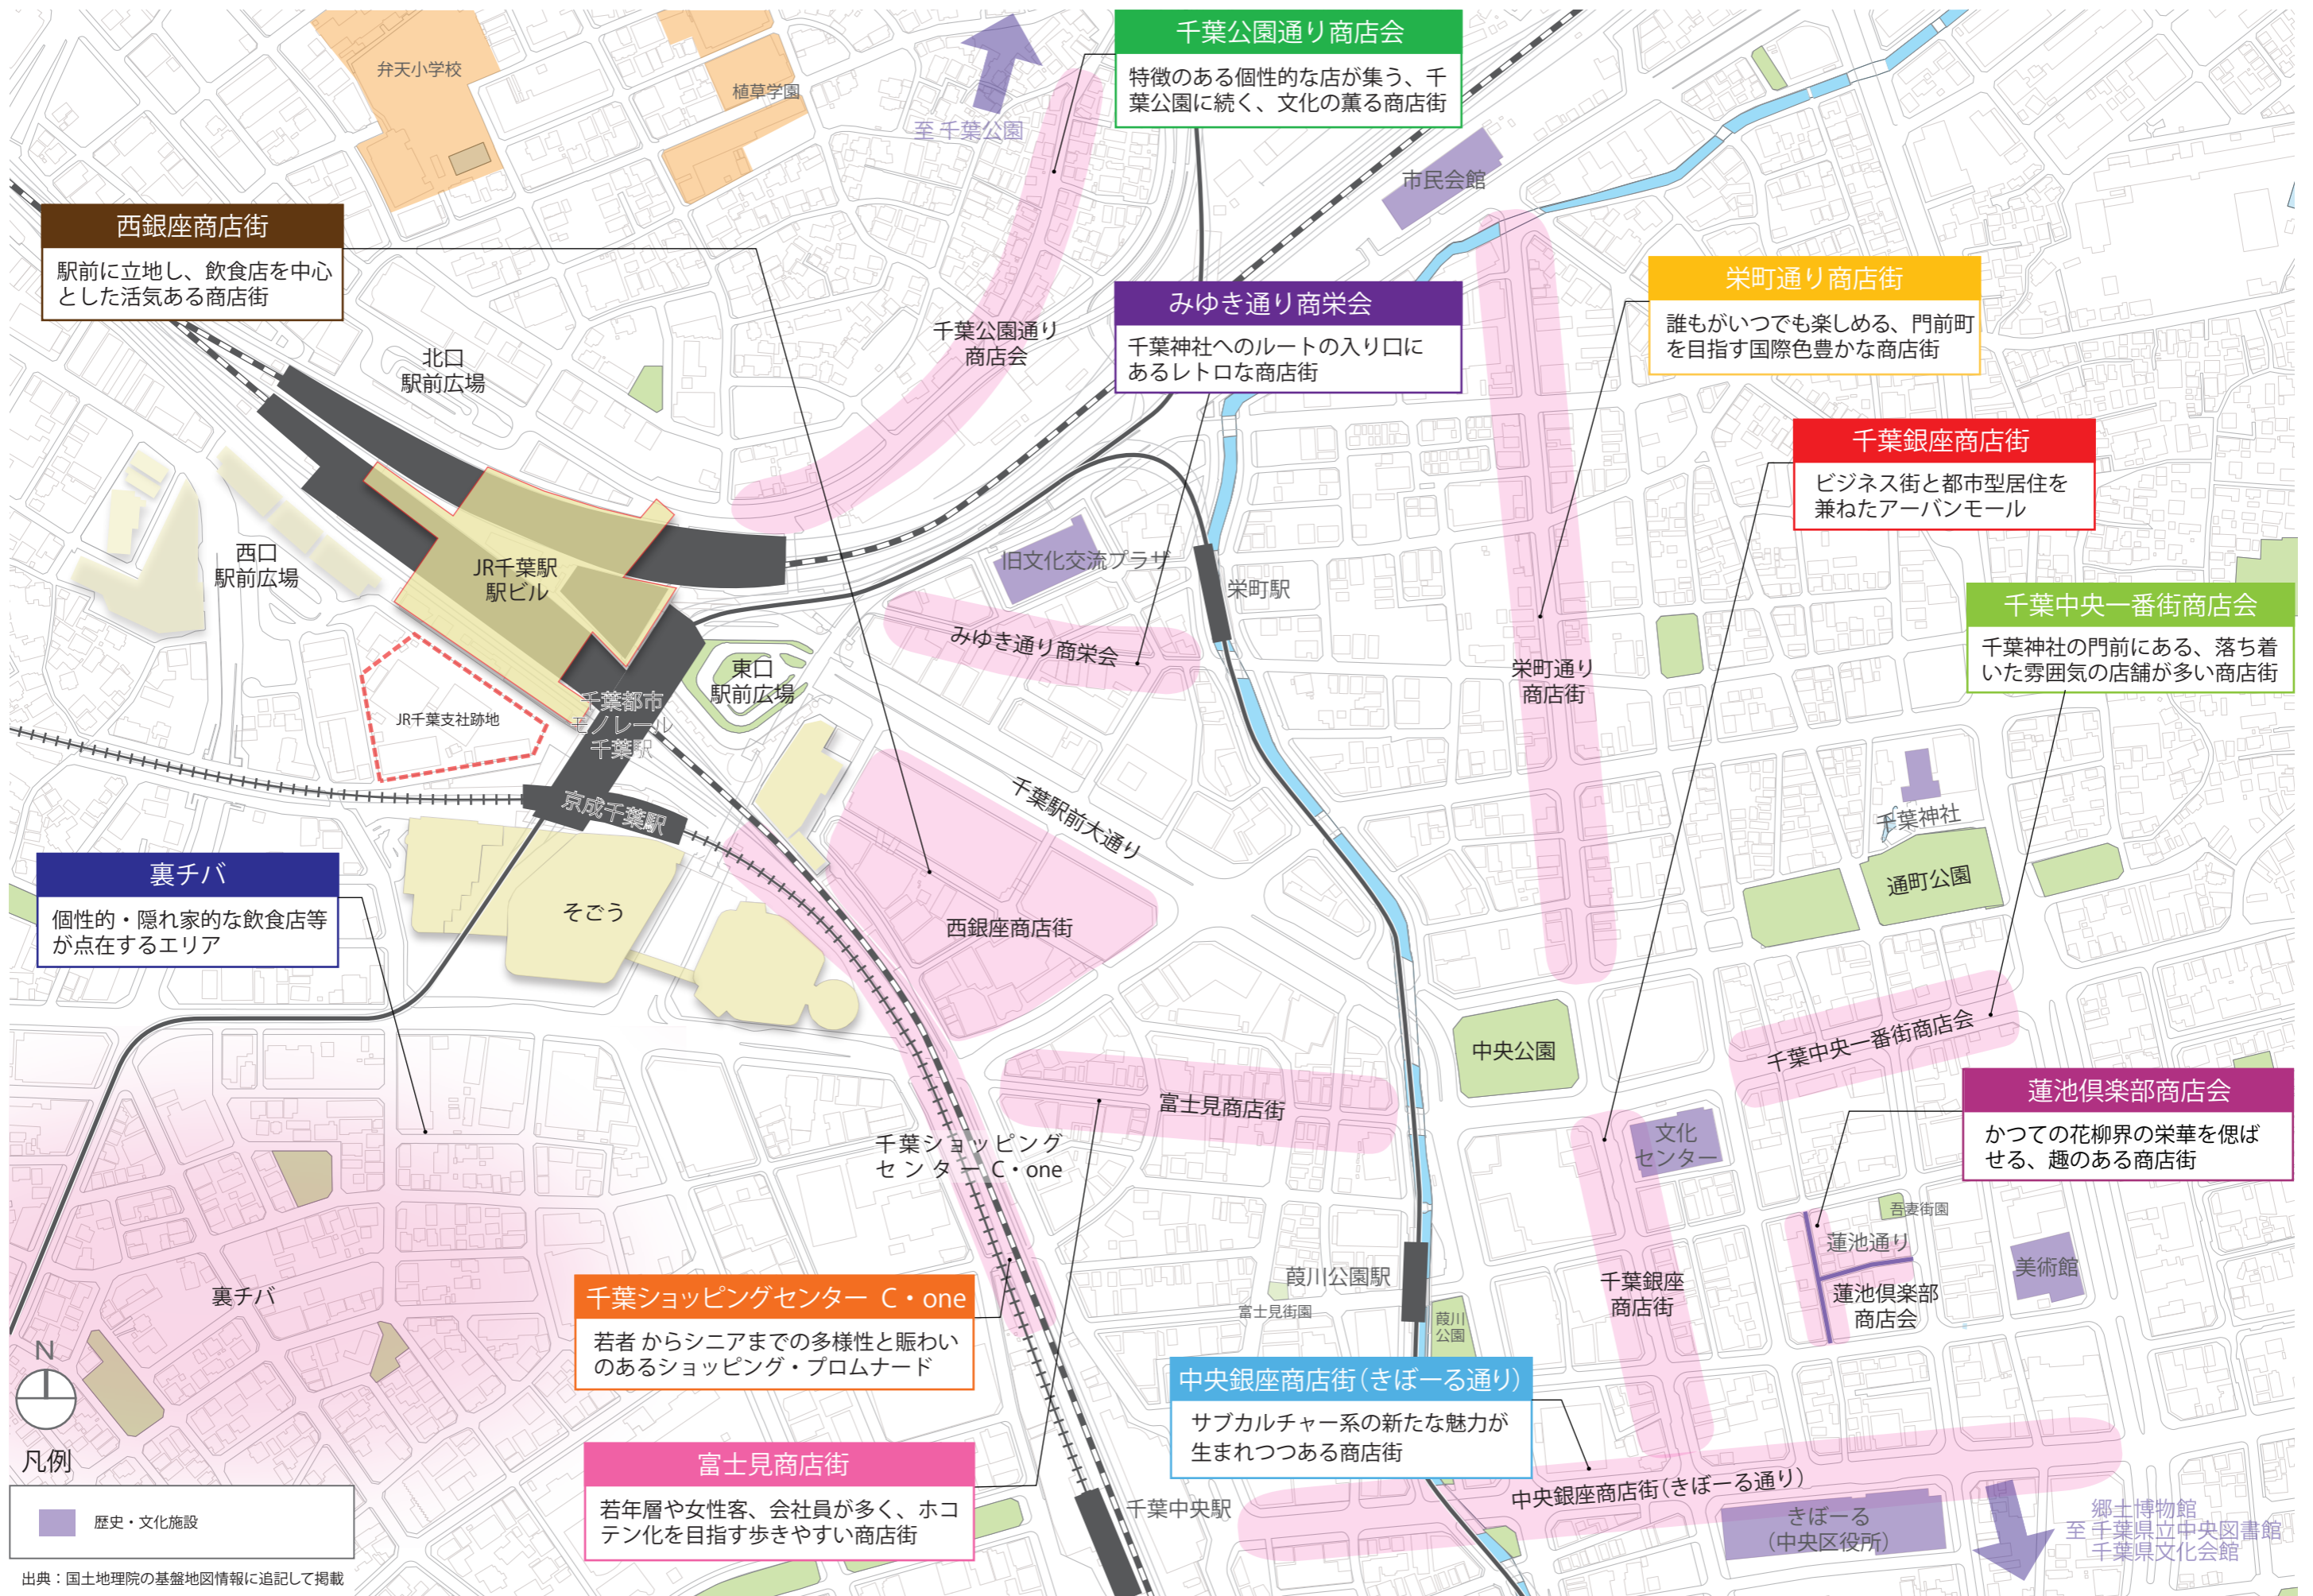 弁天小学校
植草学園
至 千葉公園
千葉公園通り商店会
特徴のある個性的な店が集う、千
葉公園に続く、文化の薫る商店街
市民会館
西銀座商店街
駅前に立地し、飲食店を中心
とした活気ある商店街
北口
駅前広場
千葉公園通り
商店会
みゆき通り商栄会
千葉神社へのルートの入り口に
あるレトロな商店街
栄町通り商店街
誰もがいつでも楽しめる、門前町
を目指す国際色豊かな商店街
千葉銀座商店街
ビジネス街と都市型居住を
兼ねたアーバンモール
西口
駅前広場
JR千葉駅
駅ビル
旧文化交流プラザ
栄町駅
みゆき通り商栄会
東口
駅前広場
栄町通り
商店街
千葉中央一番街商店会
千葉神社の門前にある、落ち着
いた雰囲気の店舗が多い商店街
JR千葉支社跡地
千葉都市
モノレール
千葉駅
京成千葉駅
千葉駅前大通り
千葉神社
通町公園
裏チバ
個性的・隠れ家的な飲食店等
が点在するエリア
そごう
西銀座商店街
中央公園
千葉中央一番街商店会
富士見商店街
千葉ショッピング
センター C・one
文化
センター
蓮池倶楽部商店会
かつての花柳界の栄華を偲ば
せる、趣のある商店街
吾妻街園
蓮池通り
蓮池倶楽部
商店会
美術館
裏チバ
千葉ショッピングセンター C・one
若者 からシニアまでの多様性と賑わい
のあるショッピング・プロムナード
葭川公園駅
富士見街園
葭川
公園
千葉銀座
商店街
中央銀座商店街(きぼーる通り)
サブカルチャー系の新たな魅力が
生まれつつある商店街
富士見商店街
若年層や女性客、会社員が多く、ホコ
テン化を目指す歩きやすい商店街
千葉中央駅
中央銀座商店街(きぼーる通り)
きぼーる
(中央区役所)
郷土博物館
至 千葉県立中央図書館
千葉県文化会館
N
凡例
歴史・文化施設
出典：国土地理院の基盤地図情報に追記して掲載